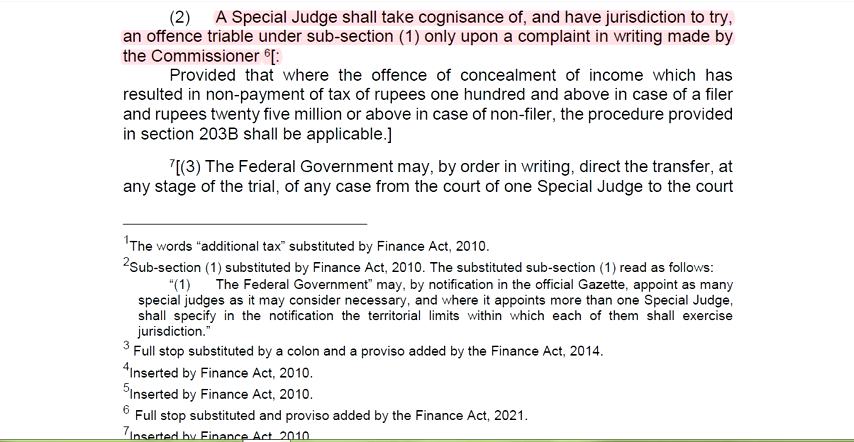 (2) A Special Judge shall take cognisance of, and have jurisdiction to try,
an offence triable under sub-section (1) only upon a complaint in writing made by
the Commissioner 6[:
Provided that where the offence of concealment of income which has
resulted in non-payment of tax of rupees one hundred and above in case of a filer
and rupees twenty five million or above in case of non-filer, the procedure provided
in section 203B shall be applicable.]
7[(3) The Federal Government may, by order in writing, direct the transfer, at
any stage of the trial, of any case from the court of one Special Judge to the court
1The words “additional tax” substituted by Finance Act, 2010.
2Sub-section (1) substituted by Finance Act, 2010. The substituted sub-section (1) read as follows:
“(1) The Federal Government” may, by notification in the official Gazette, appoint as many
special judges as it may consider necessary, and where it appoints more than one Special Judge,
shall specify in the notification the territorial limits within which each of them shall exercise
jurisdiction.”
3 Full stop substituted by a colon and a proviso added by the Finance Act, 2014.
4Inserted by Finance Act, 2010.
5Inserted by Finance Act, 2010.
6 Full stop substituted and proviso added by the Finance Act, 2021.
7Inserted by Finance Act, 2010